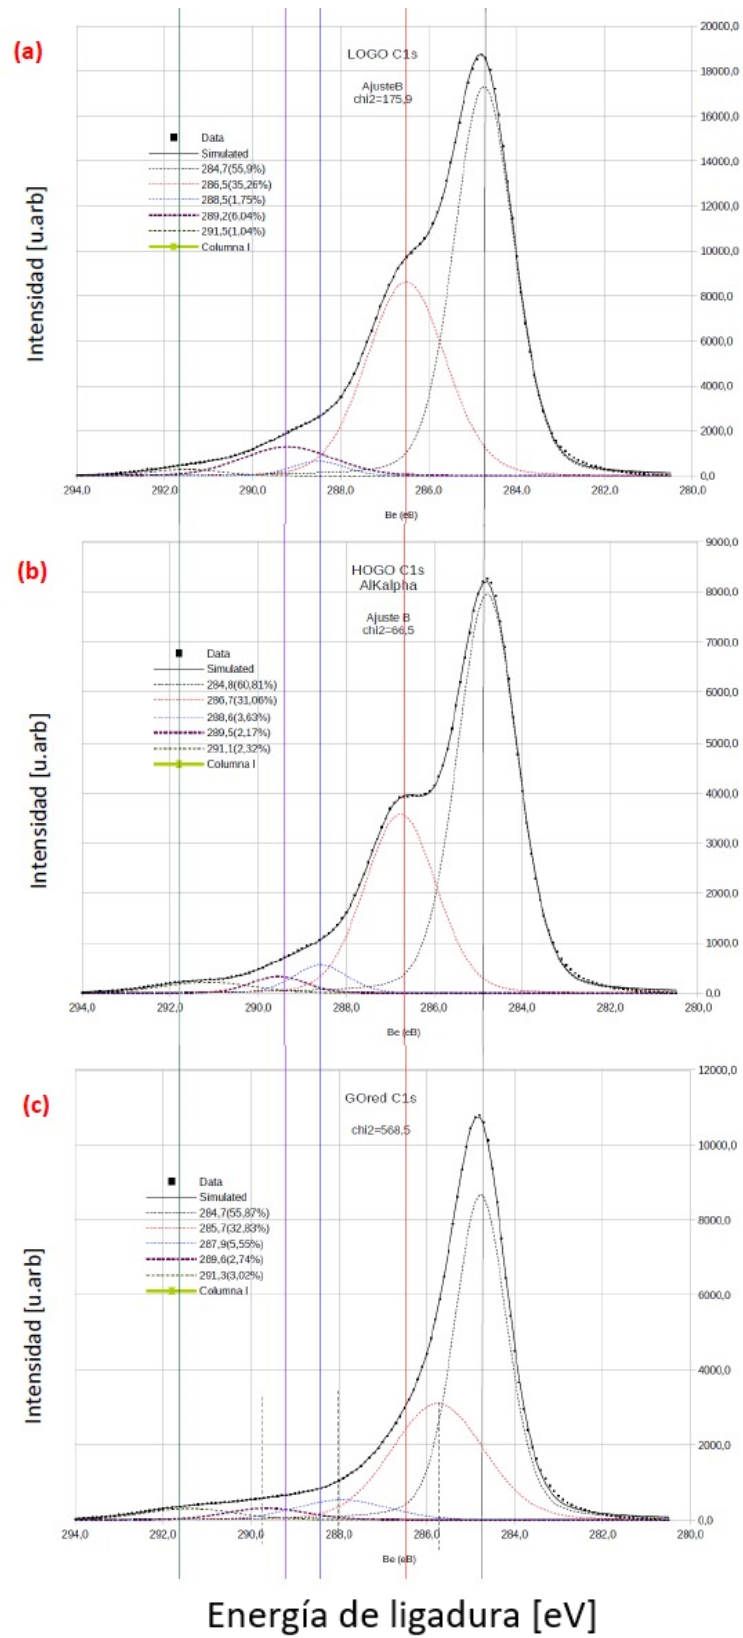 (a)
LOGO C1s
AjusteB
chi2=175,9
Data
Simulated
284,7(55,9%)
286,5(35,26%)
288,5(1,75%)
289,2(6,04%)
291,5(1,04%)
Columna I
Intensidad [u.arb)
20000,0
18000,0
16000,0
14000,0
12000,0
10000,0
8000,0
6000,0
4000,0
2000,0
0,0
294,0 290,0 288,0 286,0 284,0 282,0 280,0
Be (eB)
(b)
HOGO C1s
AlKalpha
Ajuste B
chi2=66,5
Data
Simulated
284,8(60,81%)
286,7(31,06%)
288,6(3,63%)
289,5(2,17%)
291,1(2,32%)
Columna I
Intensidad [u.arb)
9000,0
8000,0
7000,0
6000,0
5000,0
4000,0
3000,0
2000,0
1000,0
0,0
294,0 292,0 290,0 288,0 286,0 284,0 282,0 280,0
Be (eB)
(c)
GOred C1s
chi2=568,5
Data
Simulated
284,7(55,87%)
285,7(32,83%)
287,9(5,55%)
289,6(2,74%)
291,3(3,02%)
Columna I
Intensidad [u.arb)
12000,0
10000,0
8000,0
6000,0
4000,0
2000,0
0,0
294,0 292,0 290,0 288,0 286,0 284,0 282,0 280,0
Be (eB)
Energía de ligadura [eV]